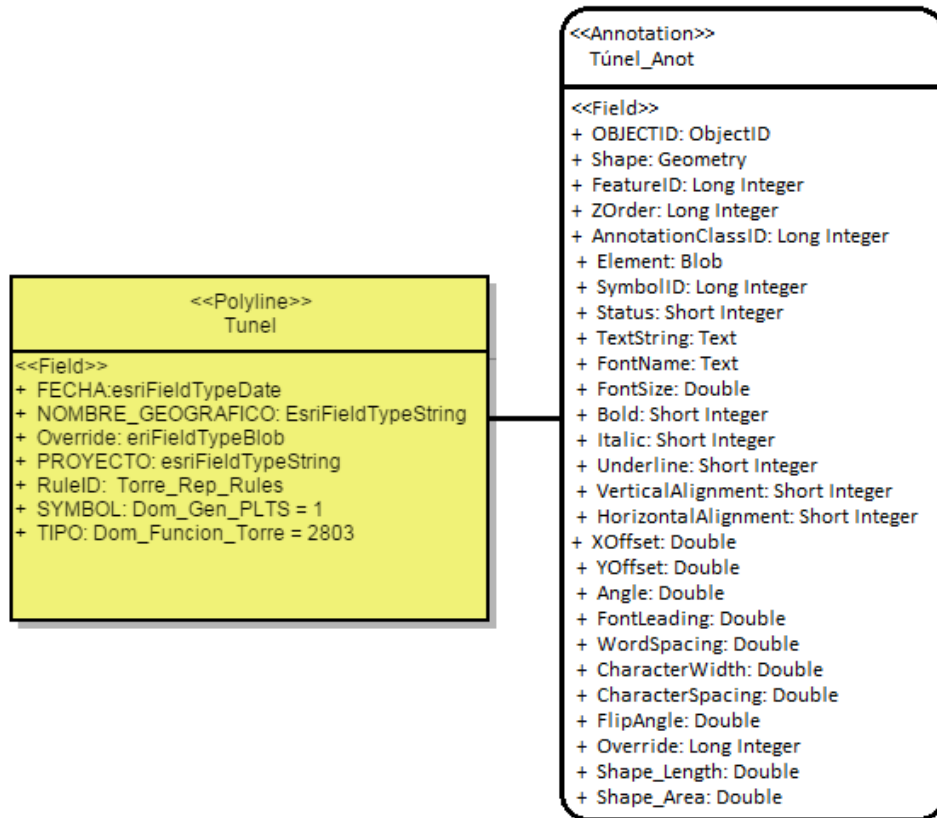 <<Polyline>>
Tunel
<<Field>>
+ FECHA:esriFieldTypeDate
+ NOMBRE_GEOGRAFICO: EsriFieldTypeString
+ Override: eriFieldTypeBlob
+ PROYECTO: esriFieldTypeString
+ RuleID: Torre_Rep_Rules
+ SYMBOL: Dom_Gen_PLTS = 1
+ TIPO: Dom_Funcion_Torre = 2803
<<Annotation>>
Túnel_Anot
<<Field>>
+ OBJECTID: ObjectID
+ Shape: Geometry
+ FeatureID: Long Integer
+ ZOrder: Long Integer
+ AnnotationClassID: Long Integer
+ Element: Blob
+ SymbolID: Long Integer
+ Status: Short Integer
+ TextString: Text
+ FontName: Text
+ FontSize: Double
+ Bold: Short Integer
+ Italic: Short Integer
+ Underline: Short Integer
+ VerticalAlignment: Short Integer
+ HorizontalAlignment: Short Integer
+ XOffset: Double
+ YOffset: Double
+ Angle: Double
+ FontLeading: Double
+ WordSpacing: Double
+ CharacterWidth: Double
+ CharacterSpacing: Double
+ FlipAngle: Double
+ Override: Long Integer
+ Shape_Length: Double
+ Shape_Area: Double